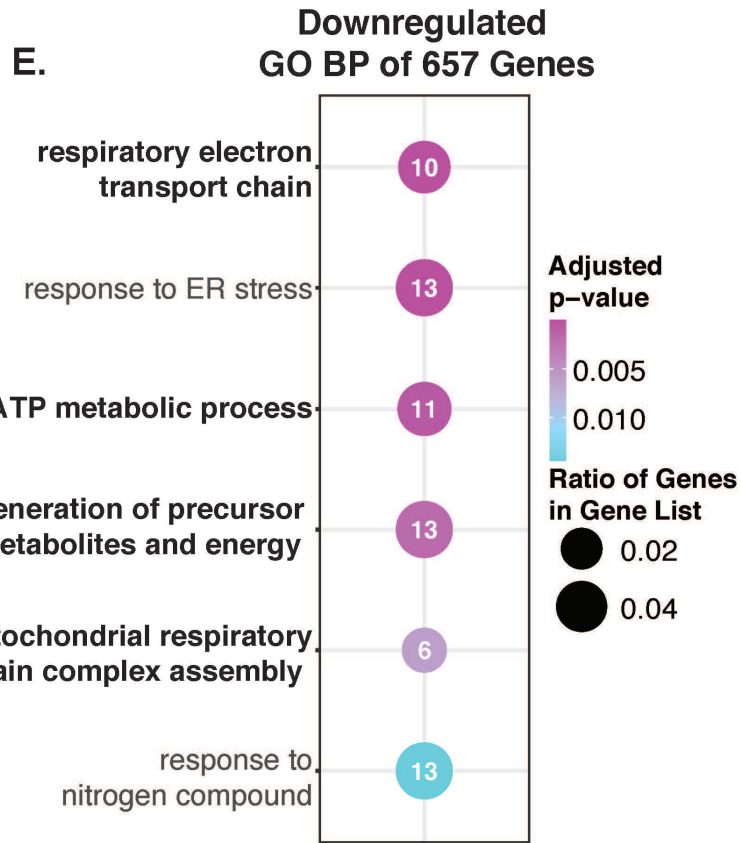 Downregulated
E.
GO BP of 657 Genes
respiratory electron
transport chain
10
response to ER stress
13
ATP metabolic process
11
eneration of precursor
etabolites and energy
13
tochondrial respiratory
ain complex assembly
6
response to
nitrogen compound
13
Adjusted
p−value
0.005
0.010
Ratio of Genes
in Gene List
0.02
0.04